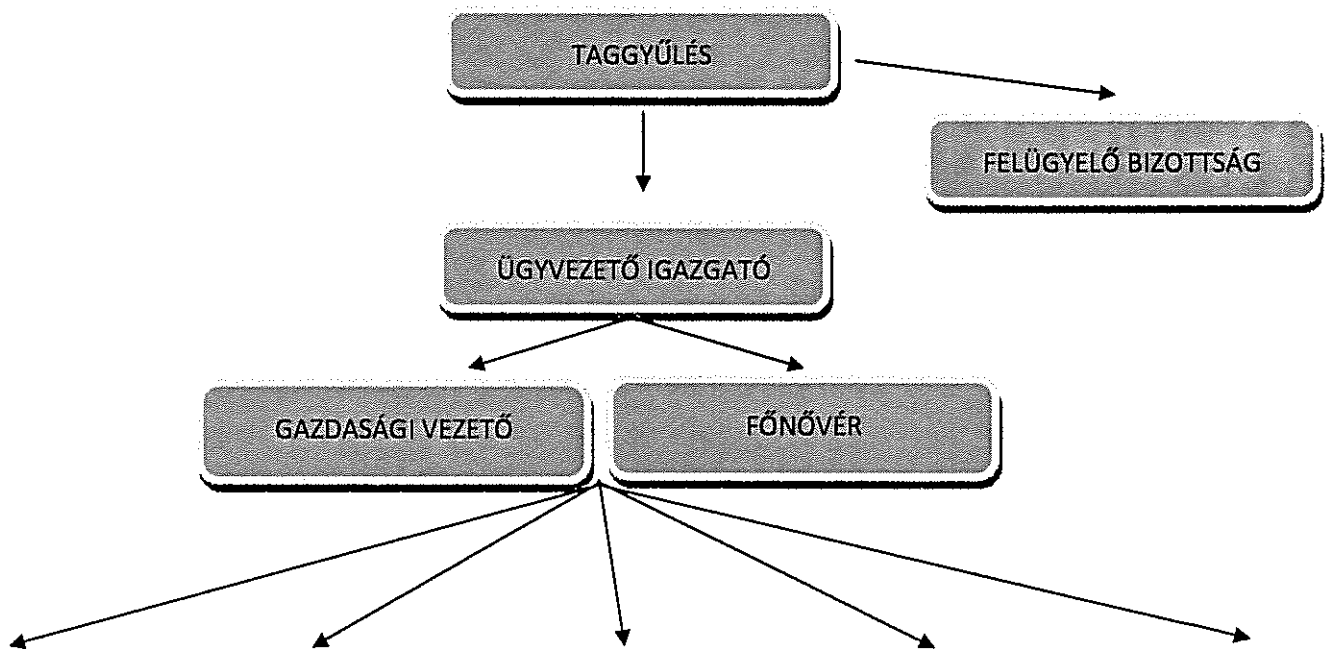 TAGGYŰLÉS
FELÜGYELŐ BIZOTTSÁG
ÜGYVEZETŐ IGAZGATÓ
GAZDASÁGI VEZETŐ
FŐNŐVÉR